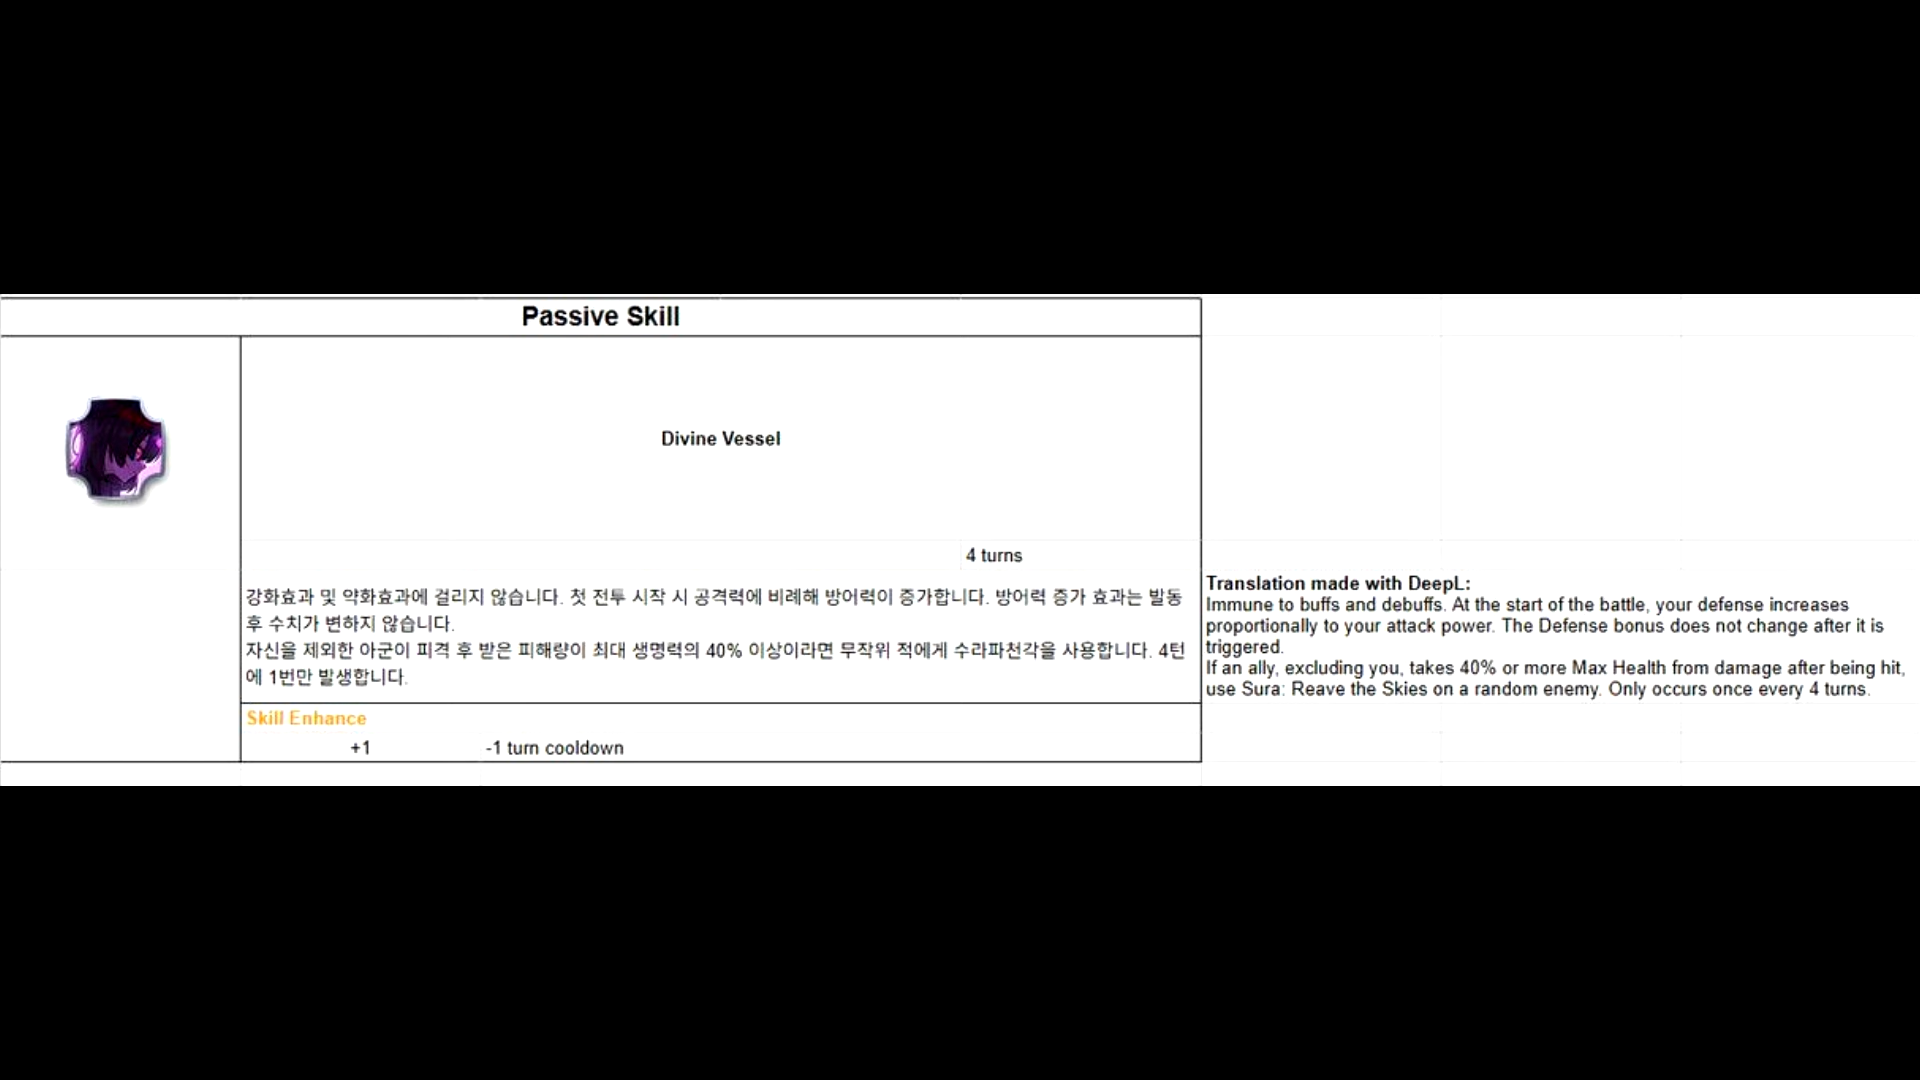 Passive Skill
Divine Vessel
4 turns
강화효과 및 약화효과에 걸리지 않습니다. 첫 전투 시작 시 공격력에 비례해 방어력이 증가합니다. 방어력 증가 효과는 발동
후 수치가 변하지 않습니다.
자신을 제외한 아군이 피격 후 받은 피해량이 최대 생명력의 40% 이상이라면 무작위 적에게 수라파천각을 사용합니다. 4턴
에 1번만 발생합니다.
Skill Enhance
+1 -1 turn cooldown
Translation made with DeepL:
Immune to buffs and debuffs. At the start of the battle, your defense increases
proportionally to your attack power. The Defense bonus does not change after it is
triggered.
If an ally, excluding you, takes 40% or more Max Health from damage after being hit,
use Sura: Reave the Skies on a random enemy. Only occurs once every 4 turns.